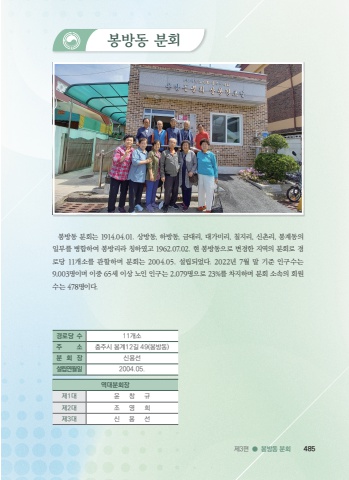 봉방동 분회
봉방동 분회는 1914.04.01. 상방동, 하방동, 금대리, 대가미리, 칠지리, 신촌리, 봉계동의
일부를 병합하여 봉방리라 칭하였고 1962.07.02. 현 봉방동으로 변경한 지역의 분회로 경
로당 11개소를 관할하며 분회는 2004.05. 설립되었다. 2022년 7월 말 기준 인구수는
9,003명이며 이중 65세 이상 노인 인구는 2,079명으로 23%를 차지하며 분회 소속의 회원
수는 478명이다.
경로당 수 11개소
주 소 충주시 봉계12길 49(봉방동)
분 회 장 신웅선
설립연월일 2004.05.
역대분회장
제1대 윤 창 규
제2대 조 명 희
제3대 신 웅 선
제3편 ● 봉방동 분회 485